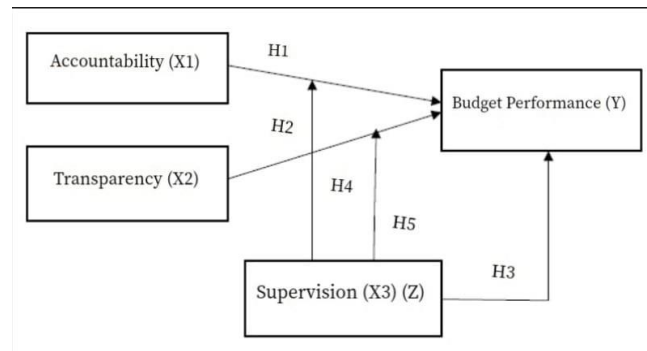 H1
Accountability (X1)
Budget Performance (Y)
H2
Transparency (X2)
H4
H5
H3
Supervision (X3) (Z)